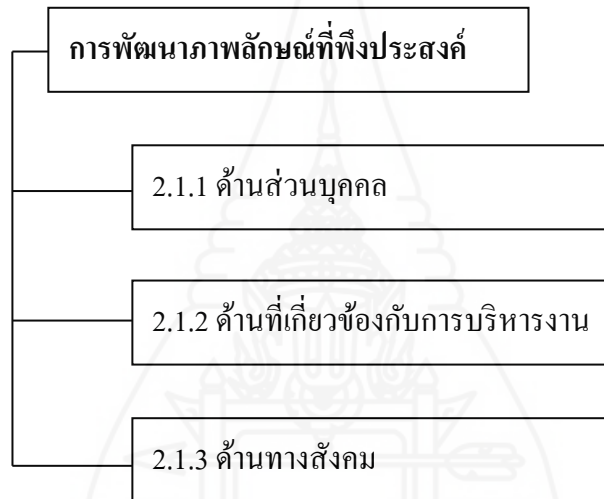 การพัฒนาภาพลักษณ์ที่พึงประสงค์
2.1.1 ด้านส่วนบุคคล
2.1.2 ด้านที่เกี่ยวข้องกับการบริหารงาน
2.1.3 ด้านทางสังคม